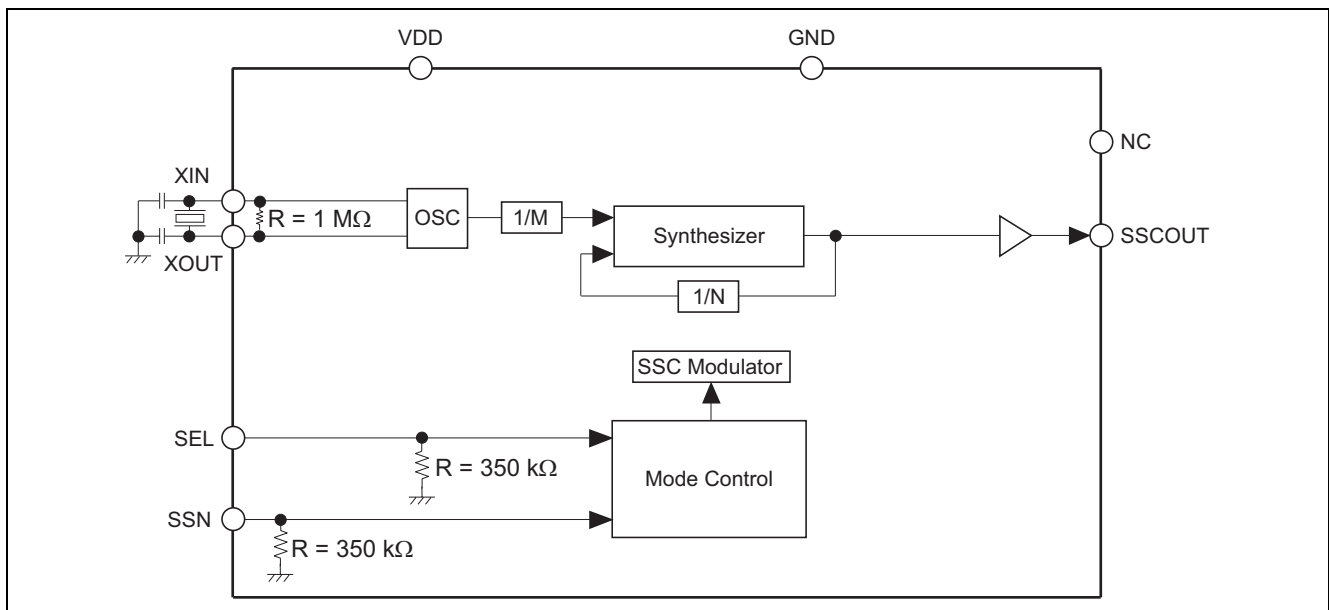 VDD
GND
NC
XIN
R = 1 MΩ
OSC
1/M
Synthesizer
SSCOUT
XOUT
1/N
SSC Modulator
SEL
R = 350 kΩ
Mode Control
SSN
R = 350 kΩ